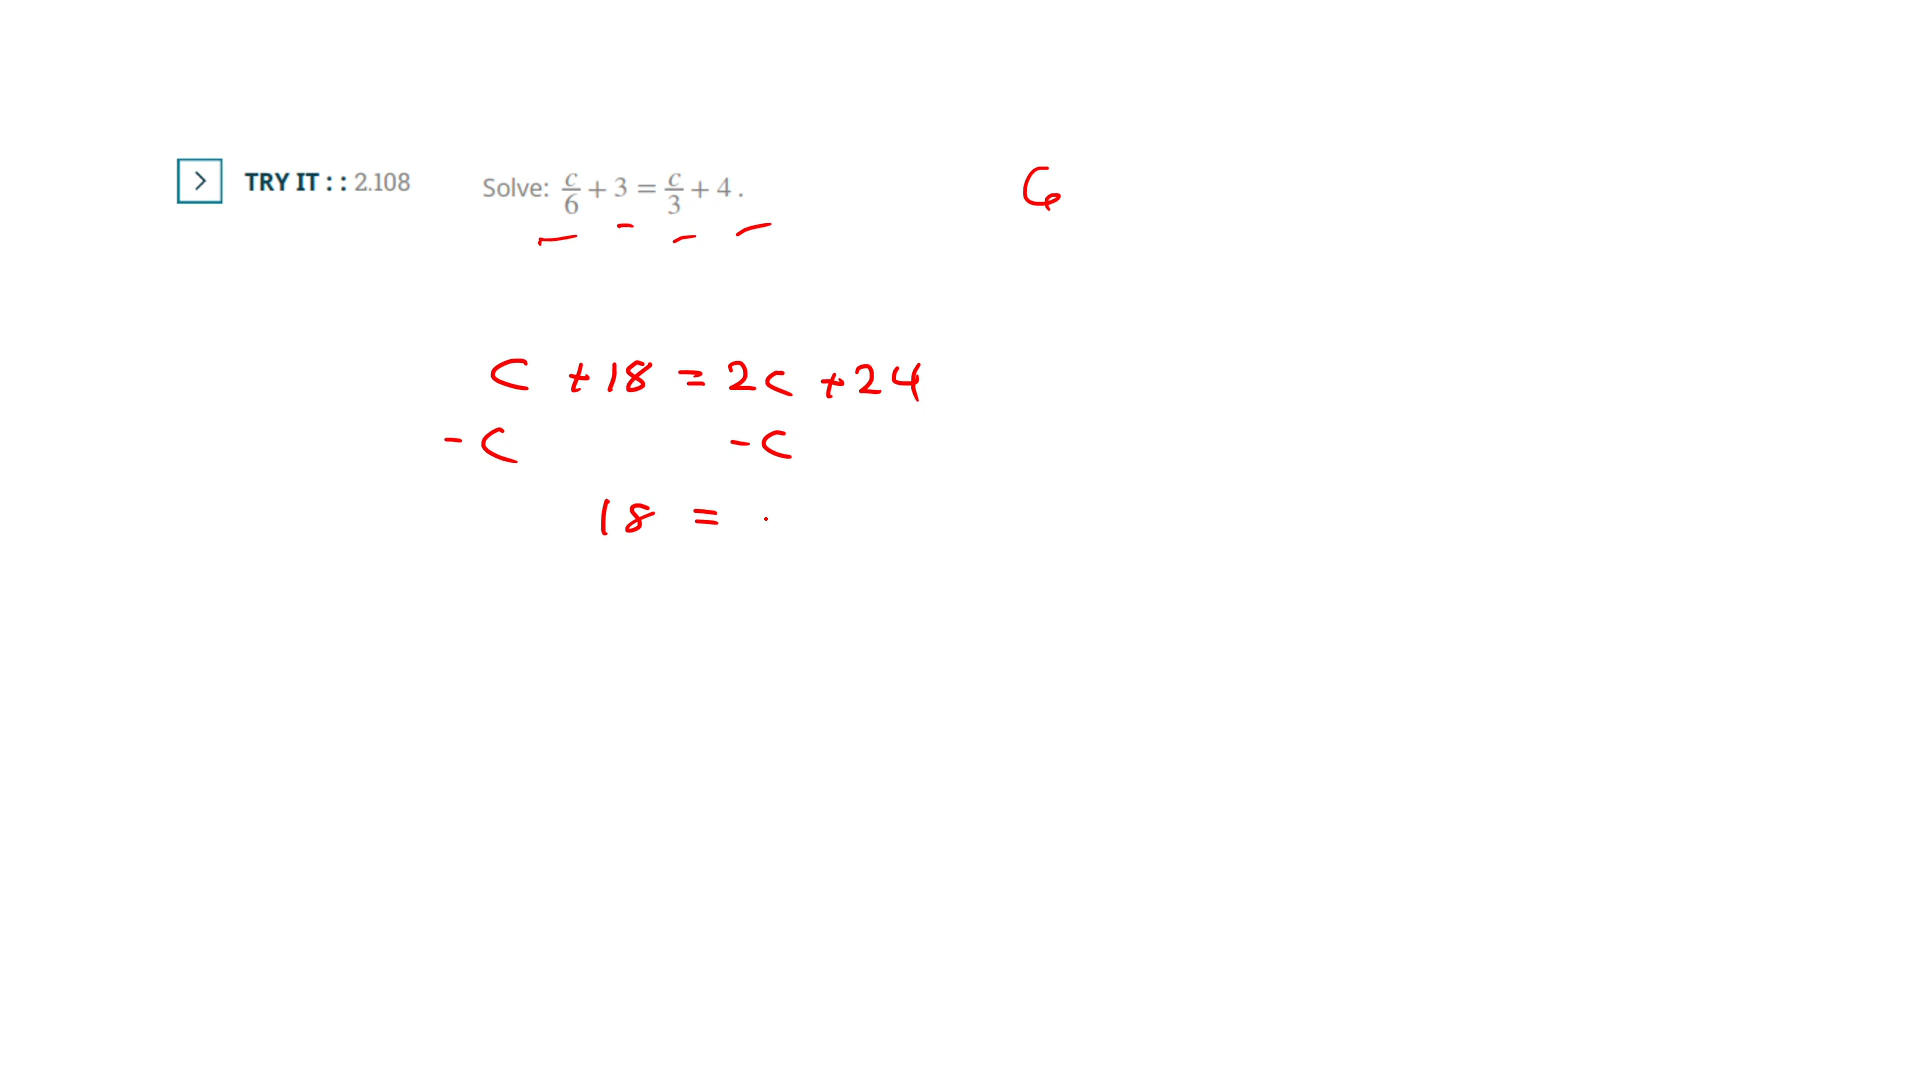 > TRY IT : : 2.108 Solve: c/6 + 3 = c/3 + 4 . 6
c + 18 = 2c + 24
- c - c
18 =